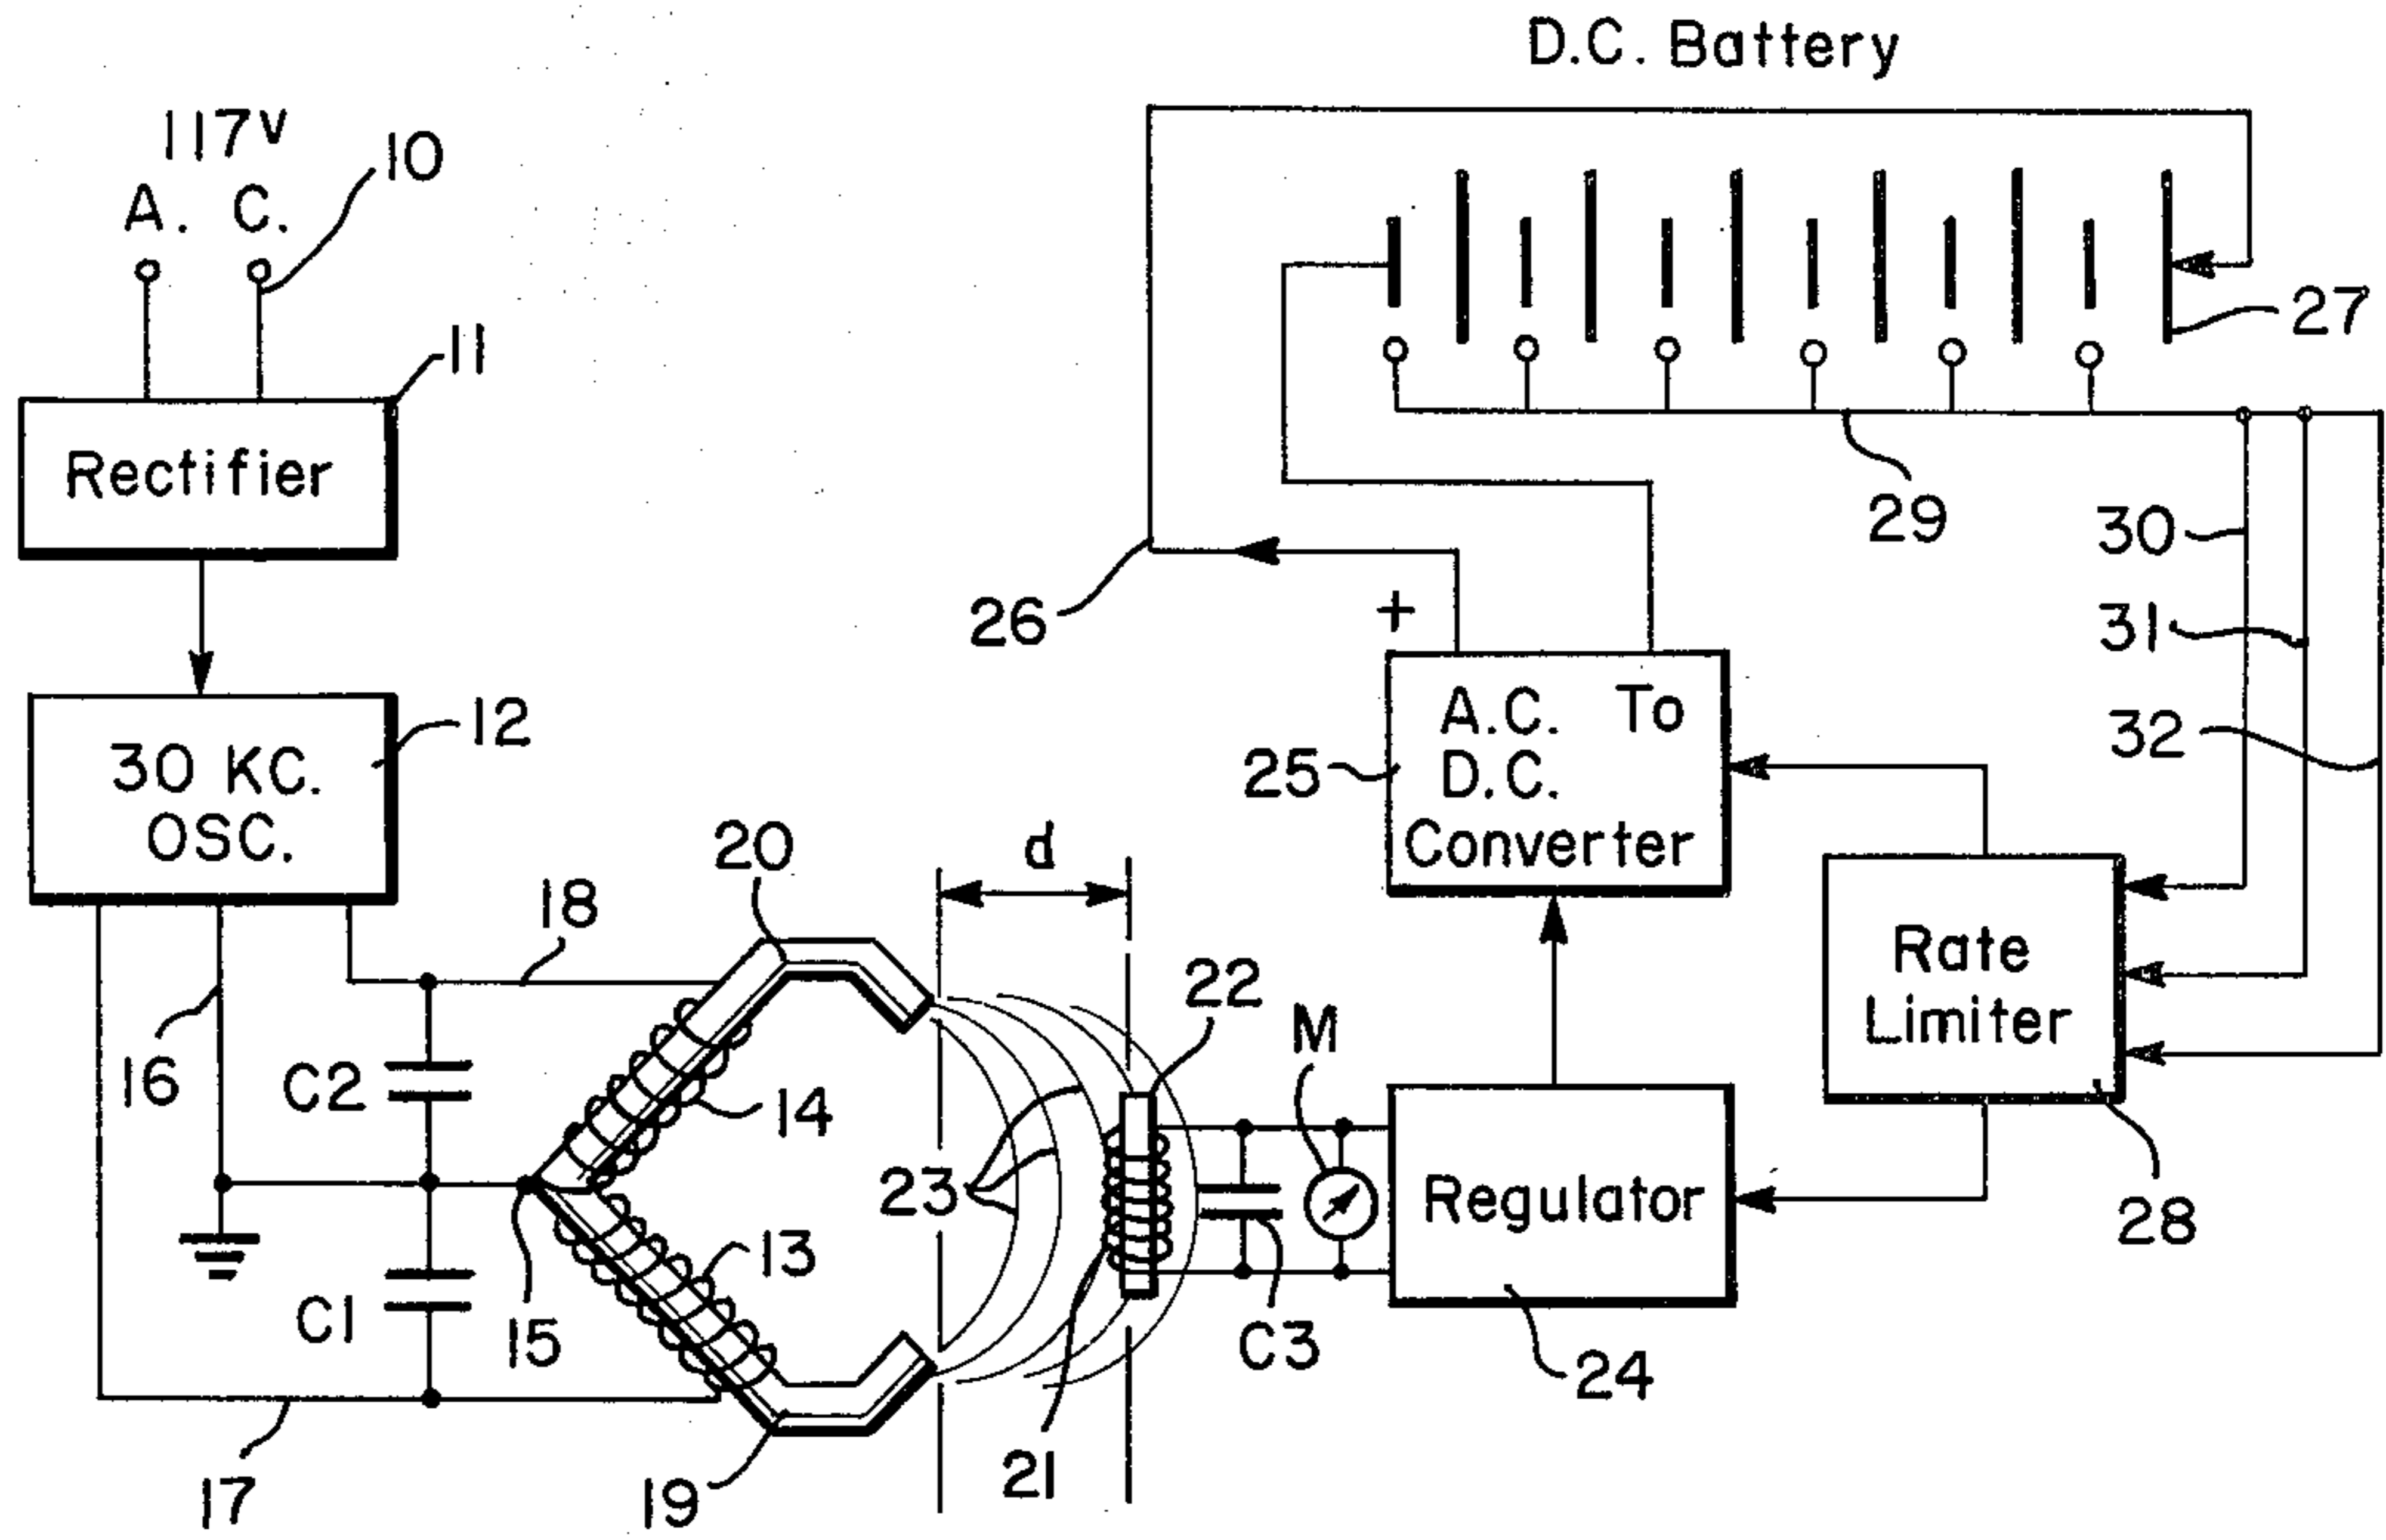 D.C. Battery
117V
A. C.
10
11
Rectifier
27
29
30
26
+
31
12
30 KC.
OSC.
A.C. To
D.C.
Converter
25
32
20
d
18
Rate
Limiter
22
M
16
C2
14
23
Regulator
28
13
15
C1
C3
24
21
17
19